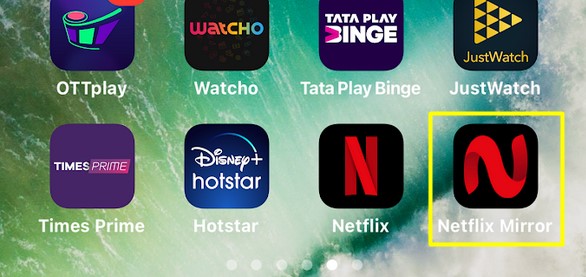 WATCHO
TATA PLAY
BINGE
JustWatch
OTTplay
Watcho
Tata Play Binge
JustWatch
TIMES PRIME
Disney+
hotstar
N
Times Prime
Hotstar
Netflix
Netflix Mirror